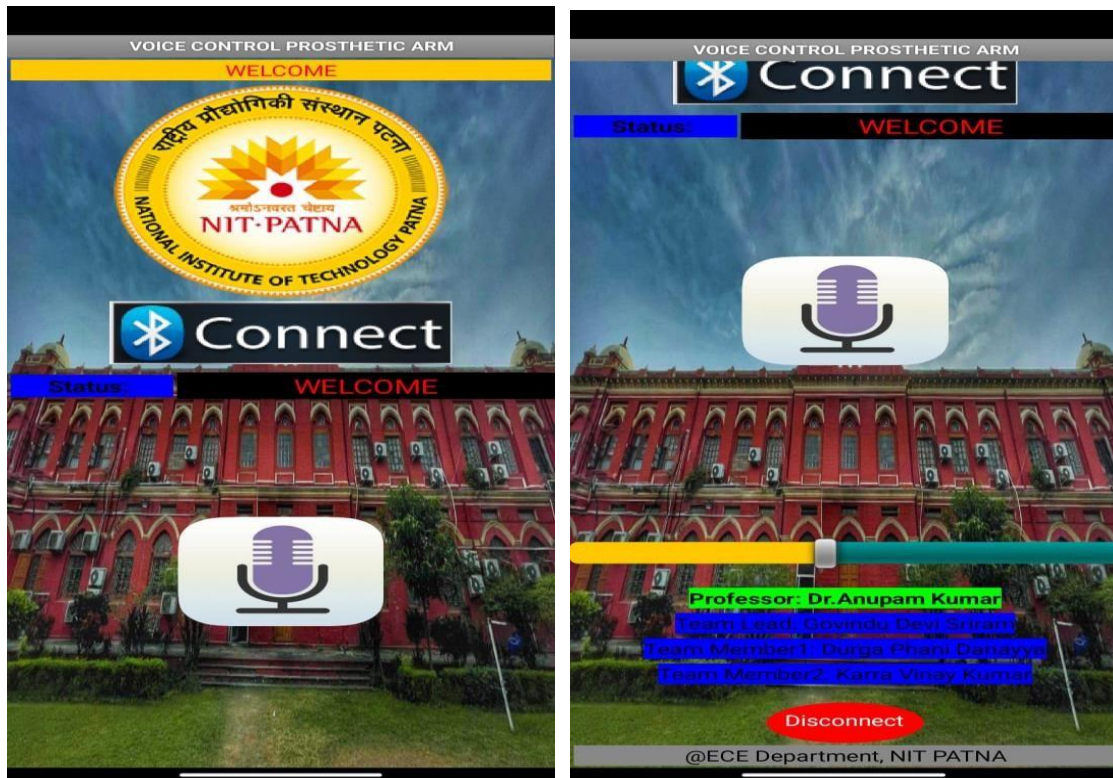 VOICE CONTROL PROSTHETIC ARM
WELCOME
राष्ट्रीय प्रौद्योगिकी संस्थान पटना
श्रमोऽनवरत चेष्टाय
NIT-PATNA
NATIONAL INSTITUTE OF TECHNOLOGY PATNA
Connect
Status: WELCOME
VOICE CONTROL PROSTHETIC ARM
Connect
Status: WELCOME
Professor: Dr.Anupam Kumar
Team Lead: Govindu Devi Sriram
Team Member1: Durga Phani Danayya
Team Member2: Karra Vinay Kumar
Disconnect
@ECE Department, NIT PATNA